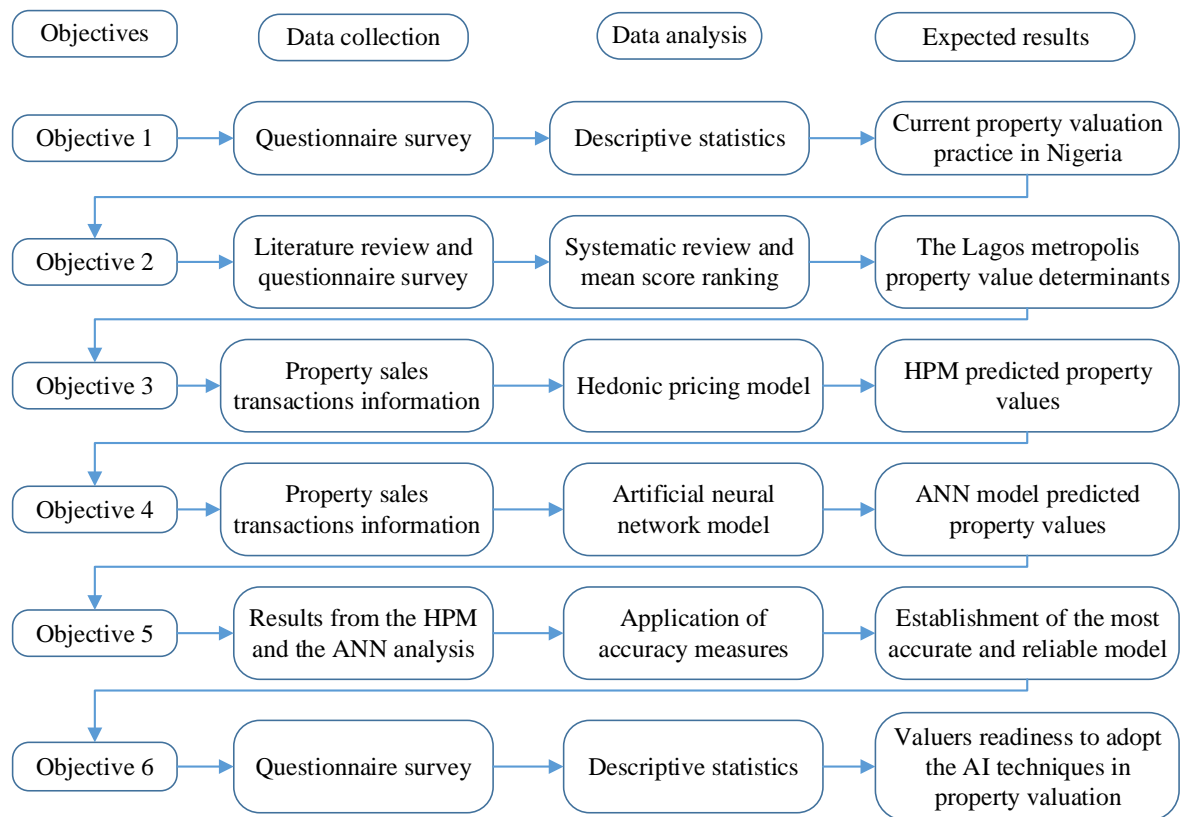 Objectives
Data collection
Data analysis
Expected results
Objective 1
Questionnaire survey
Descriptive statistics
Current property valuation
practice in Nigeria
Objective 2
Literature review and
questionnaire survey
Systematic review and
mean score ranking
The Lagos metropolis
property value determinants
Objective 3
Property sales
transactions information
Hedonic pricing model
HPM predicted property
values
Objective 4
Property sales
transactions information
Artificial neural
network model
ANN model predicted
property values
Objective 5
Results from the HPM
and the ANN analysis
Application of
accuracy measures
Establishment of the most
accurate and reliable model
Objective 6
Questionnaire survey
Descriptive statistics
Valuers readiness to adopt
the AI techniques in
property valuation